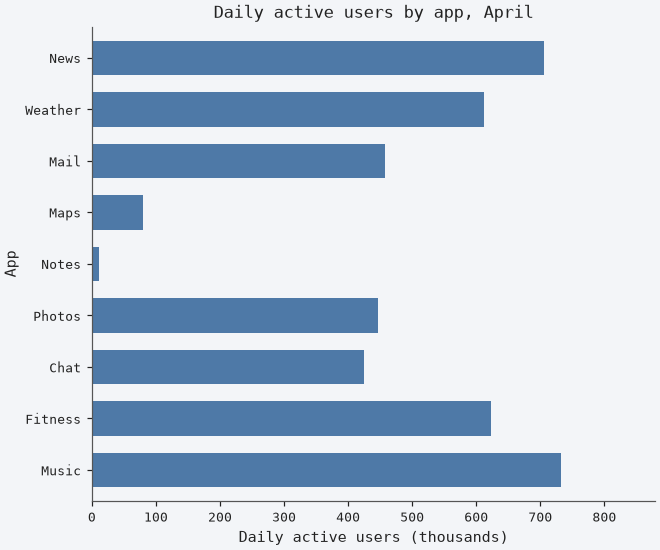 Daily active users by app, April
News
Weather
Mail
Maps
Notes
Photos
Chat
Fitness
Music
App
0 100 200 300 400 500 600 700 800
Daily active users (thousands)